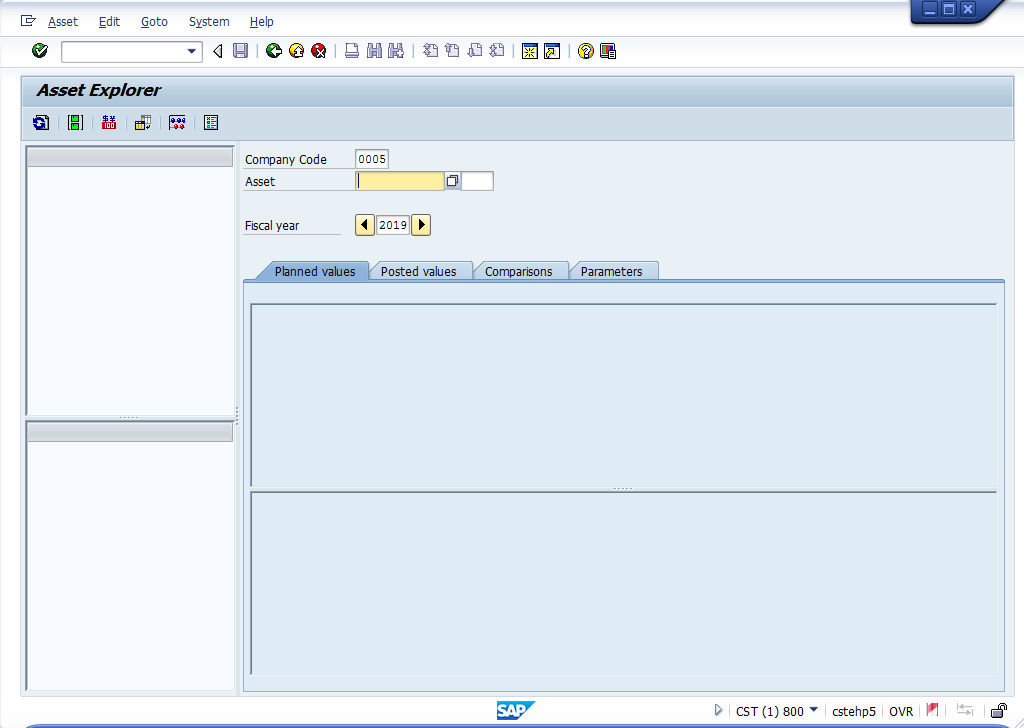 Asset Edit Goto System Help
Asset Explorer
Company Code 0005
Asset
Fiscal year 2019
Planned values Posted values Comparisons Parameters
SAP CST (1) 800 cstehp5 OVR